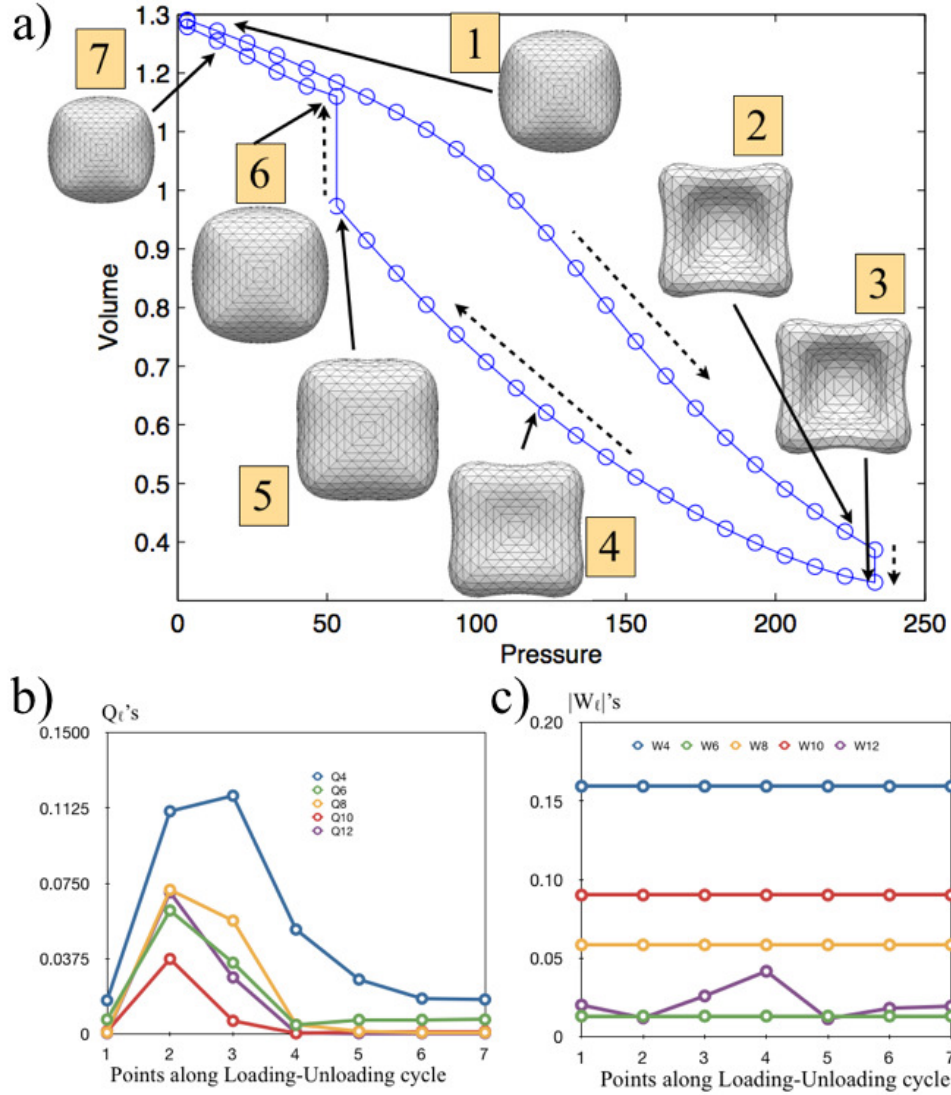 a)
1.3
1.2
1.1
1
0.9
0.8
0.7
0.6
0.5
0.4
Volume
0 50 100 150 200 250
Pressure
7
1
2
6
3
5
4
b)
Qℓ's
0.1500
0.1125
0.0750
0.0375
0
Q4
Q6
Q8
Q10
Q12
1 2 3 4 5 6 7
Points along Loading-Unloading cycle
c)
|Wℓ|'s
0.20
0.15
0.10
0.05
0
W4 W6 W8 W10 W12
1 2 3 4 5 6 7
Points along Loading-Unloading cycle